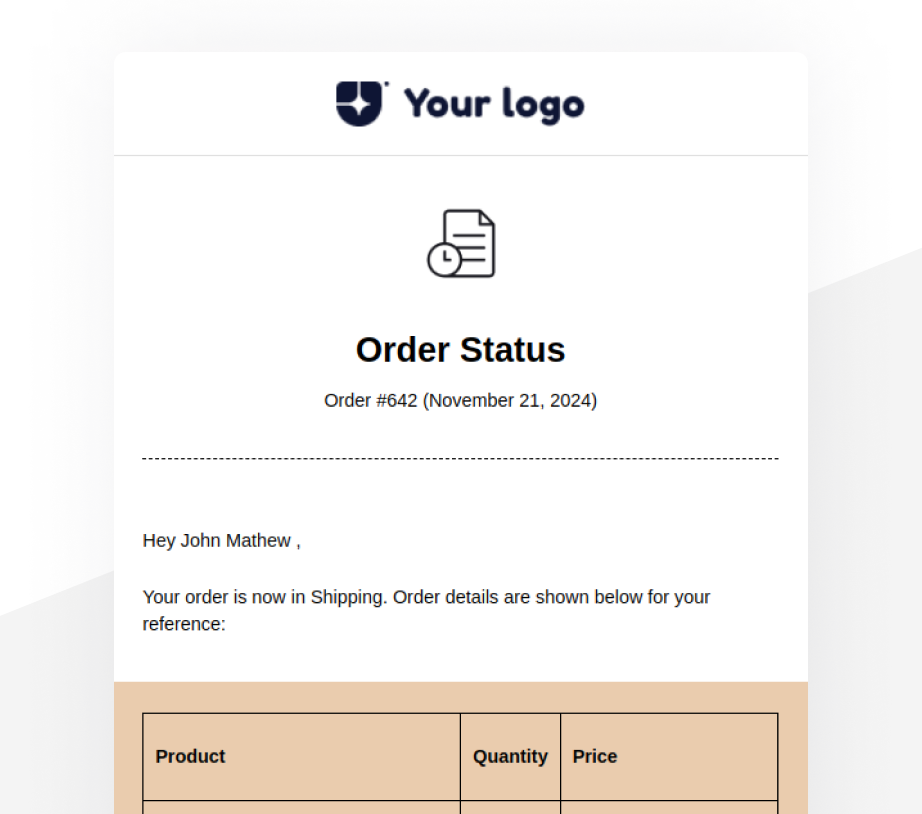 Your logo
Order Status
Order #642 (November 21, 2024)
Hey John Mathew ,
Your order is now in Shipping. Order details are shown below for your
reference:
Product Quantity Price